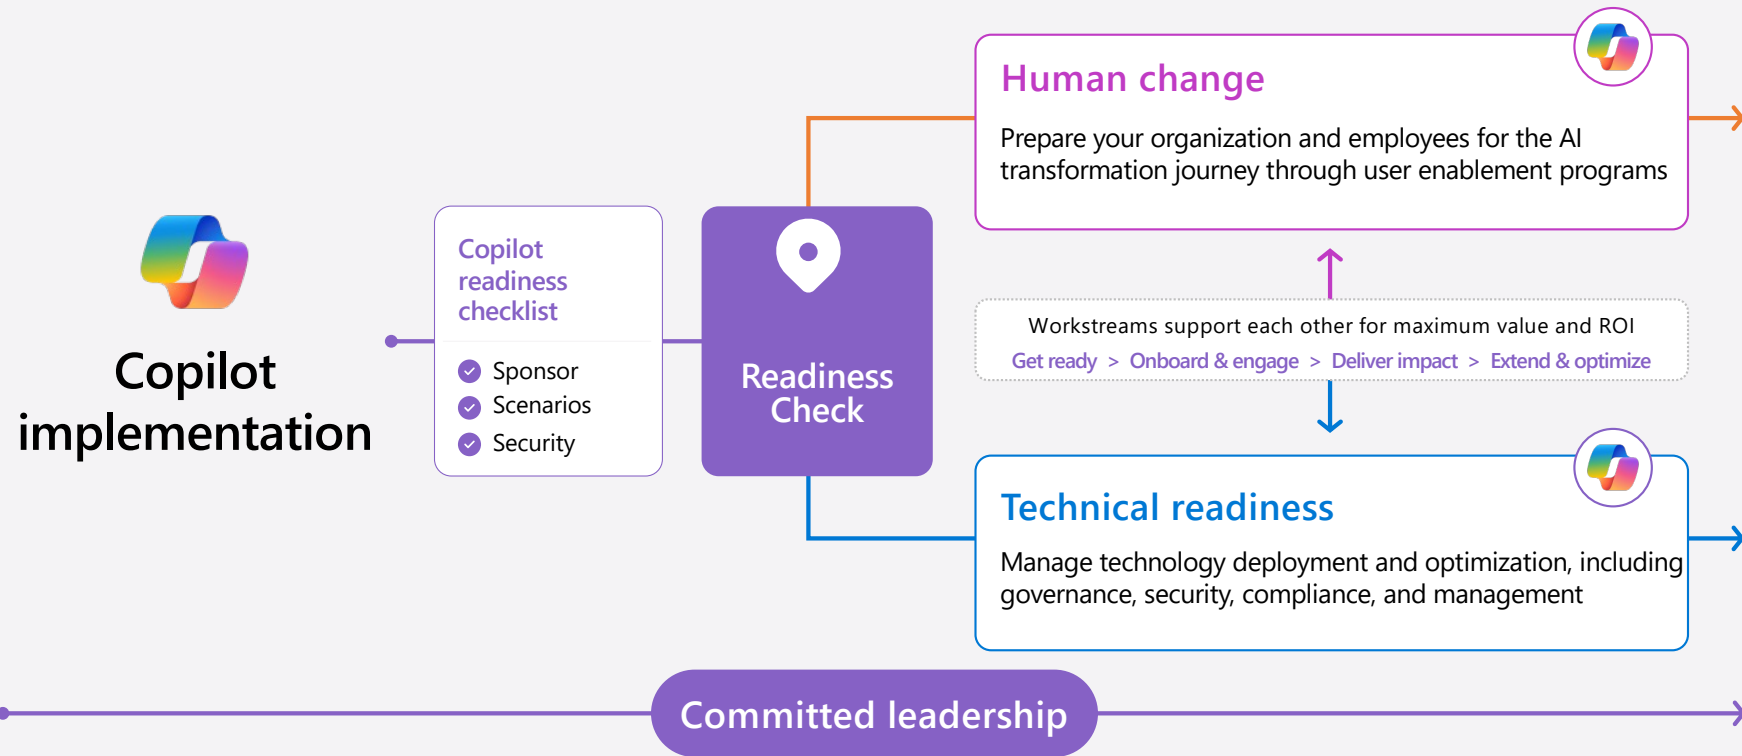 Copilot
implementation
Copilot
readiness
checklist
Sponsor
Scenarios
Security
Readiness
Check
Human change
Prepare your organization and employees for the AI
transformation journey through user enablement programs
Workstreams support each other for maximum value and ROI
Get ready > Onboard & engage > Deliver impact > Extend & optimize
Technical readiness
Manage technology deployment and optimization, including
governance, security, compliance, and management
Committed leadership